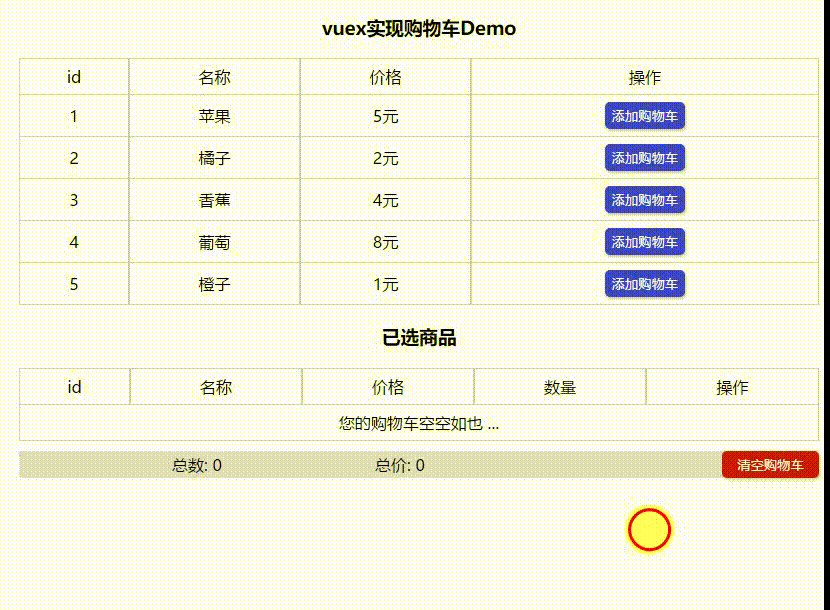 vuex实现购物车Demo
id 名称 价格 操作
1 苹果 5元 添加购物车
2 橘子 2元 添加购物车
3 香蕉 4元 添加购物车
4 葡萄 8元 添加购物车
5 橙子 1元 添加购物车
已选商品
id 名称 价格 数量 操作
您的购物车空空如也 ...
总数: 0 总价: 0 清空购物车